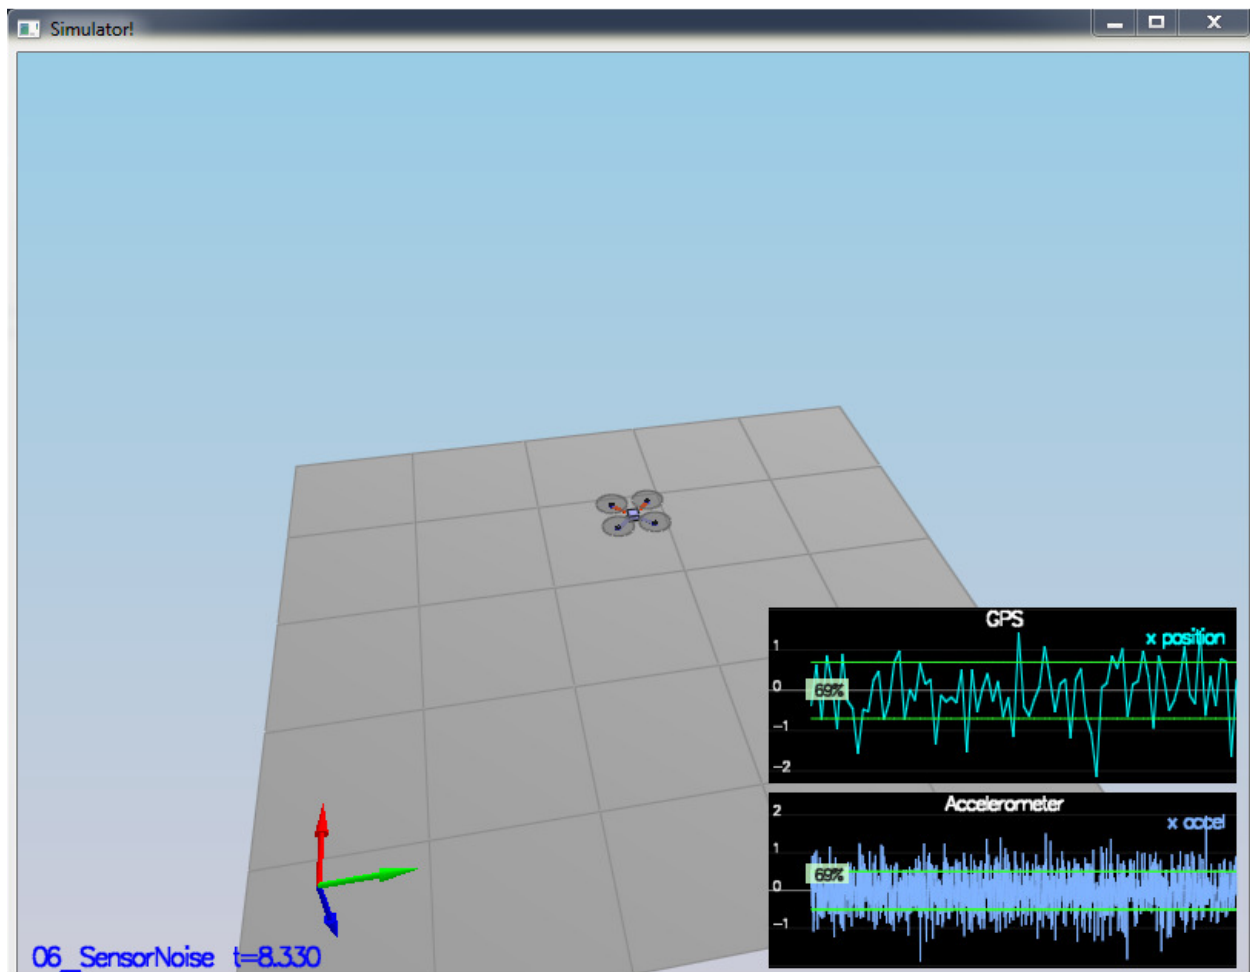 Simulator!
GPS
x position
1
0
69%
-1
-2
Accelerometer
2
x accel
1
69%
0
-1
06_SensorNoise t=8.330